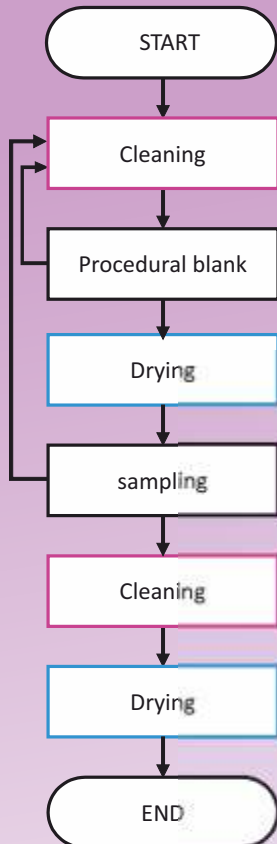 START
Cleaning
Procedural blank
Drying
sampling
Cleaning
Drying
END